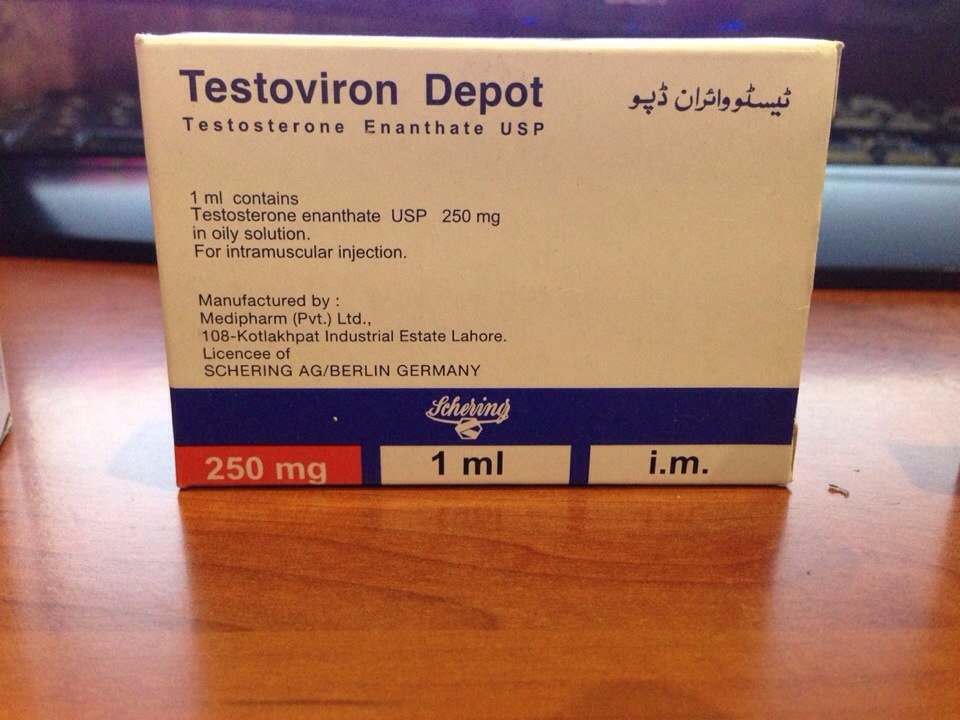 Testoviron Depot
ٹیسٹووائران ڈپو
Testosterone Enanthate USP
1 ml contains
Testosterone enanthate USP 250 mg
in oily solution.
For intramuscular injection.
Manufactured by :
Medipharm (Pvt.) Ltd.,
108-Kotlakhpat Industrial Estate Lahore.
Licencee of
SCHERING AG/BERLIN GERMANY
Schering
250 mg
1 ml
i.m.